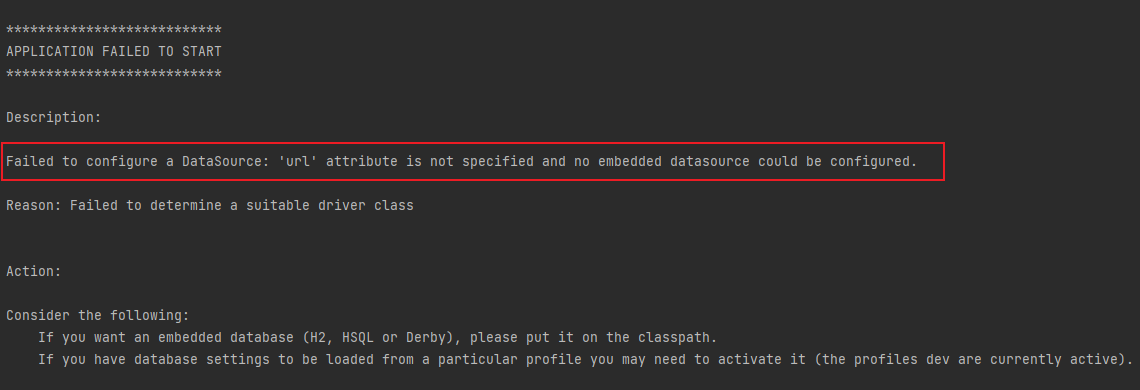 ***************************
APPLICATION FAILED TO START
***************************
Description:
Failed to configure a DataSource: 'url' attribute is not specified and no embedded datasource could be configured.
Reason: Failed to determine a suitable driver class
Action:
Consider the following:
If you want an embedded database (H2, HSQL or Derby), please put it on the classpath.
If you have database settings to be loaded from a particular profile you may need to activate it (the profiles dev are currently active).